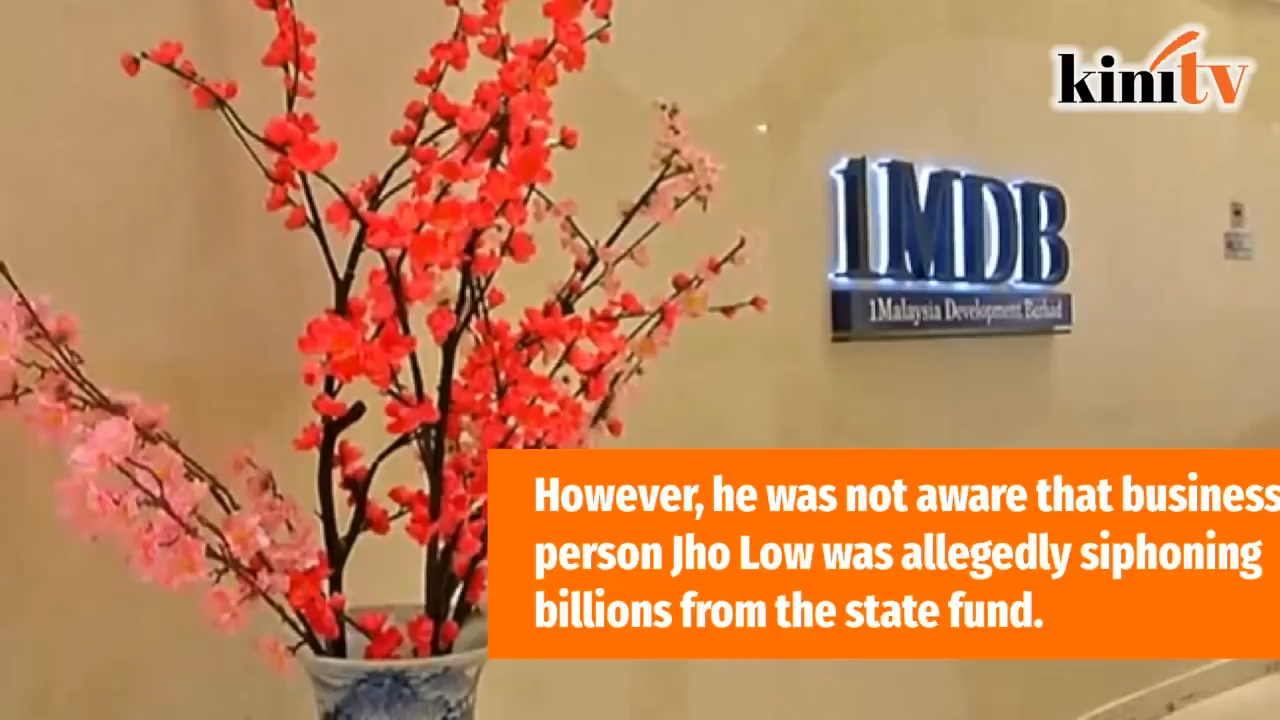 kinitv
1MDB
1Malaysia Development Berhad
However, he was not aware that business
person Jho Low was allegedly siphoning
billions from the state fund.